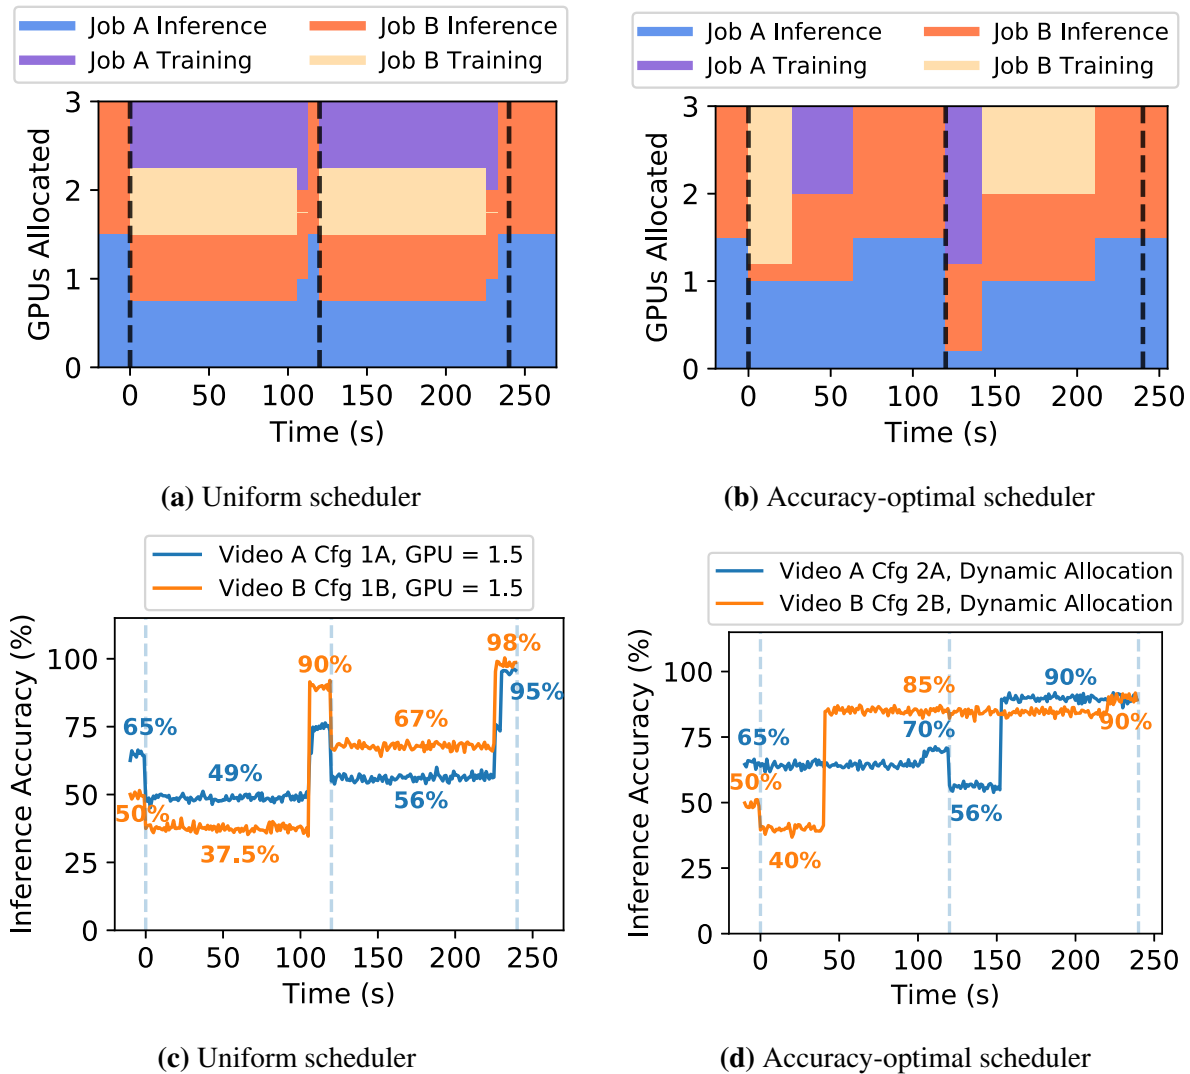 Job A Inference
Job B Inference
Job A Training
Job B Training
3
2
1
0
GPUs Allocated
0 50 100 150 200 250
Time (s)
(a) Uniform scheduler
Job A Inference
Job B Inference
Job A Training
Job B Training
3
2
1
0
GPUs Allocated
0 50 100 150 200 250
Time (s)
(b) Accuracy-optimal scheduler
Video A Cfg 1A, GPU = 1.5
Video B Cfg 1B, GPU = 1.5
100
75
50
25
0
Inference Accuracy (%)
65%
50%
49%
37.5%
90%
67%
56%
98%
95%
0 50 100 150 200 250
Time (s)
(c) Uniform scheduler
Video A Cfg 2A, Dynamic Allocation
Video B Cfg 2B, Dynamic Allocation
100
75
50
25
0
Inference Accuracy (%)
65%
50%
40%
85%
70%
56%
90%
90%
0 50 100 150 200 250
Time (s)
(d) Accuracy-optimal scheduler